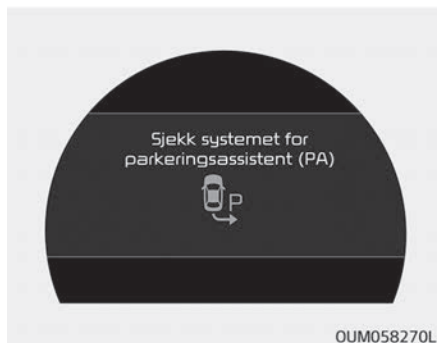 Sjekk systemet for
parkeringsassistent (PA)
P
OUM058270L